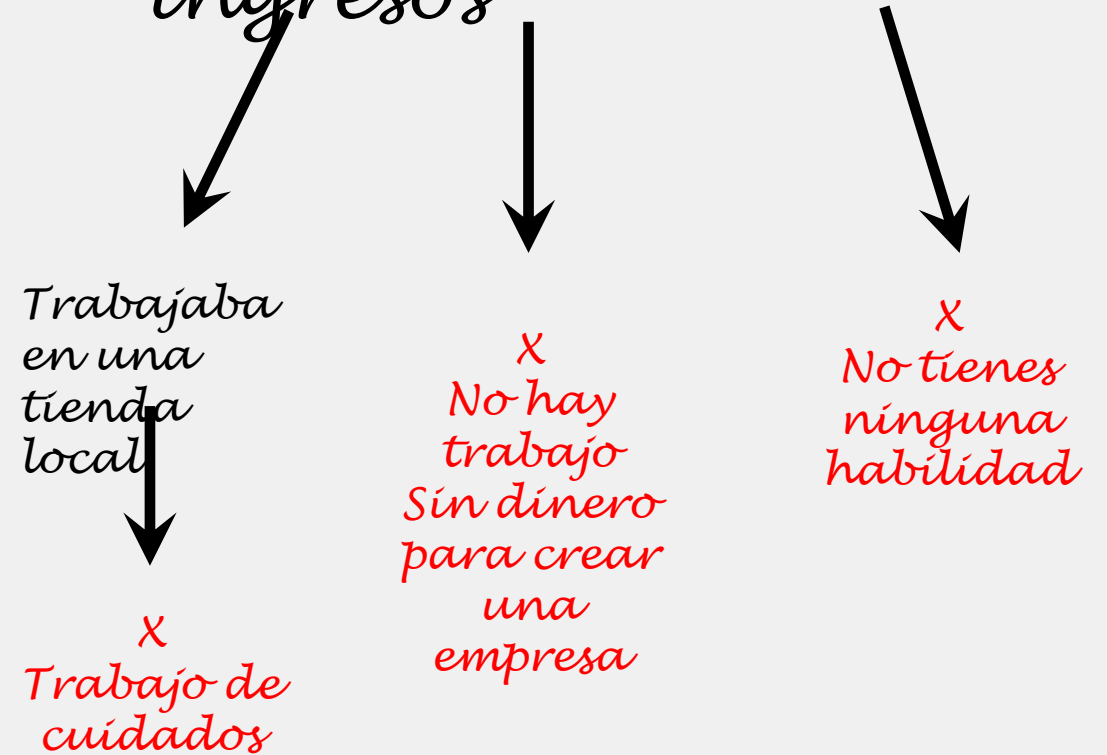 ingresos
Trabajaba
en una
tienda
local
X
No hay
trabajo
Sin dinero
para crear
una
empresa
X
No tienes
ninguna
habilidad
X
Trabajo de
cuidados